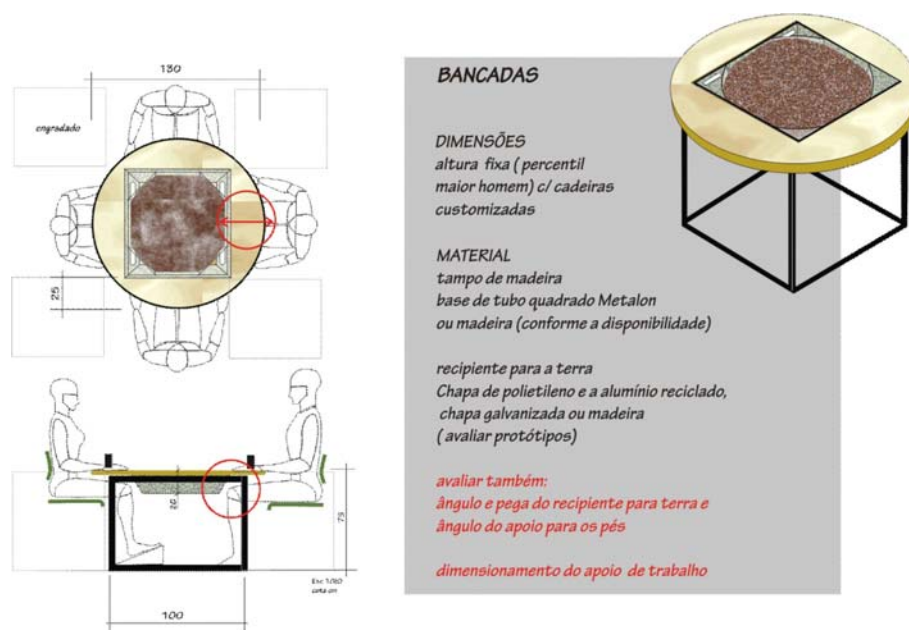 130
engradado
25
20
75
Esc 1:020
cota cm
100
BANCADAS
DIMENSÕES
altura fixa ( percentil
maior homem) c/ cadeiras
customizadas
MATERIAL
tampo de madeira
base de tubo quadrado Metalon
ou madeira (conforme a disponibilidade)
recipiente para a terra
Chapa de polietileno e a alumínio reciclado,
chapa galvanizada ou madeira
( avaliar protótipos)
avaliar também:
ângulo e pega do recipiente para terra e
ângulo do apoio para os pés
dimensionamento do apoio de trabalho